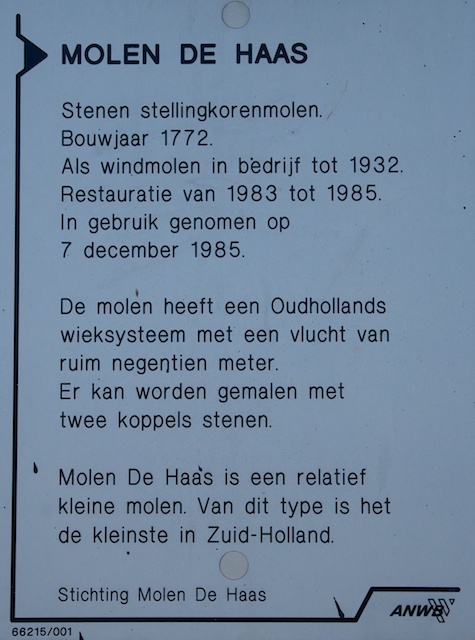 MOLEN DE HAAS
Stenen stellingkorenmolen.
Bouwjaar 1772.
Als windmolen in bedrijf tot 1932.
Restauratie van 1983 tot 1985.
In gebruik genomen op
7 december 1985.
De molen heeft een Oudhollands
wieksysteem met een vlucht van
ruim negentien meter.
Er kan worden gemalen met
twee koppels stenen.
Molen De Haas is een relatief
kleine molen. Van dit type is het
de kleinste in Zuid-Holland.
Stichting Molen De Haas
ANWB
66215/001